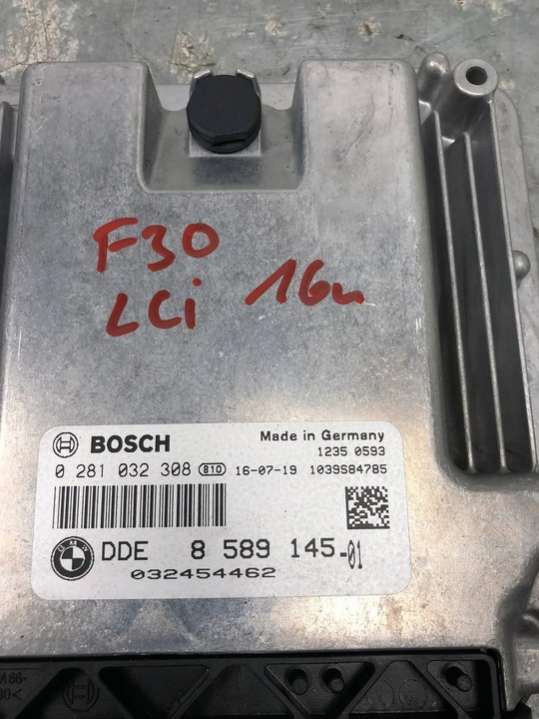 F30
LCi 16u
BOSCH Made in Germany
1235 0593
0 281 032 308 B10 16-07-19 1039S84785
DDE 8 589 145-01
032454462